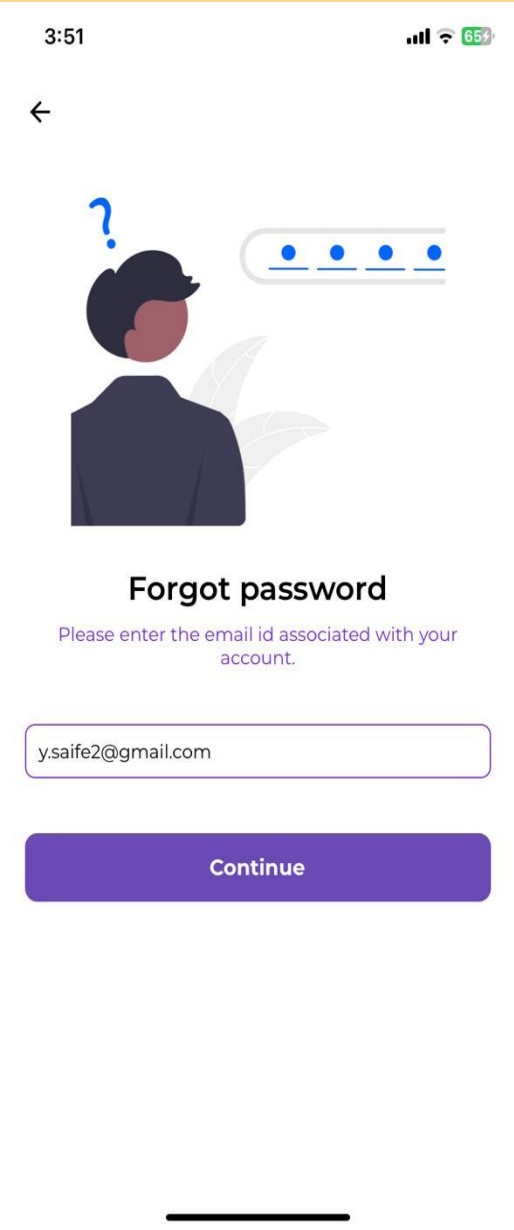 3:51
65
?
Forgot password
Please enter the email id associated with your
account.
y.saife2@gmail.com
Continue